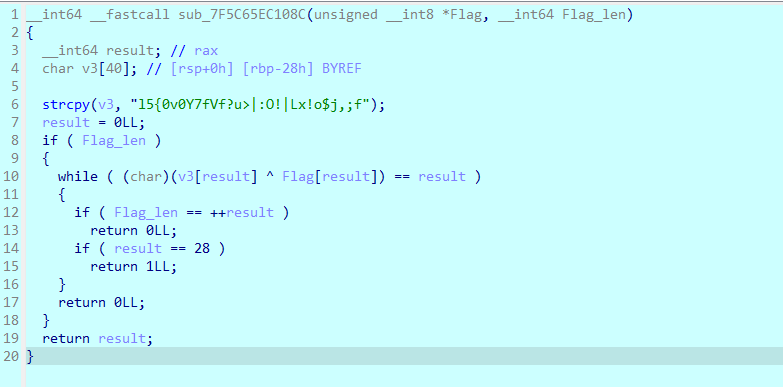 1 __int64 __fastcall sub_7F5C65EC108C(unsigned __int8 *Flag, __int64 Flag_len)
2 {
3 __int64 result; // rax
4 char v3[40]; // [rsp+0h] [rbp-28h] BYREF
5
6 strcpy(v3, "l5{0v0Y7fVf?u>|:O!|Lx!o$j,;f");
7 result = 0LL;
8 if ( Flag_len )
9 {
10 while ( (char)(v3[result] ^ Flag[result]) == result )
11 {
12 if ( Flag_len == ++result )
13 return 0LL;
14 if ( result == 28 )
15 return 1LL;
16 }
17 return 0LL;
18 }
19 return result;
20 }